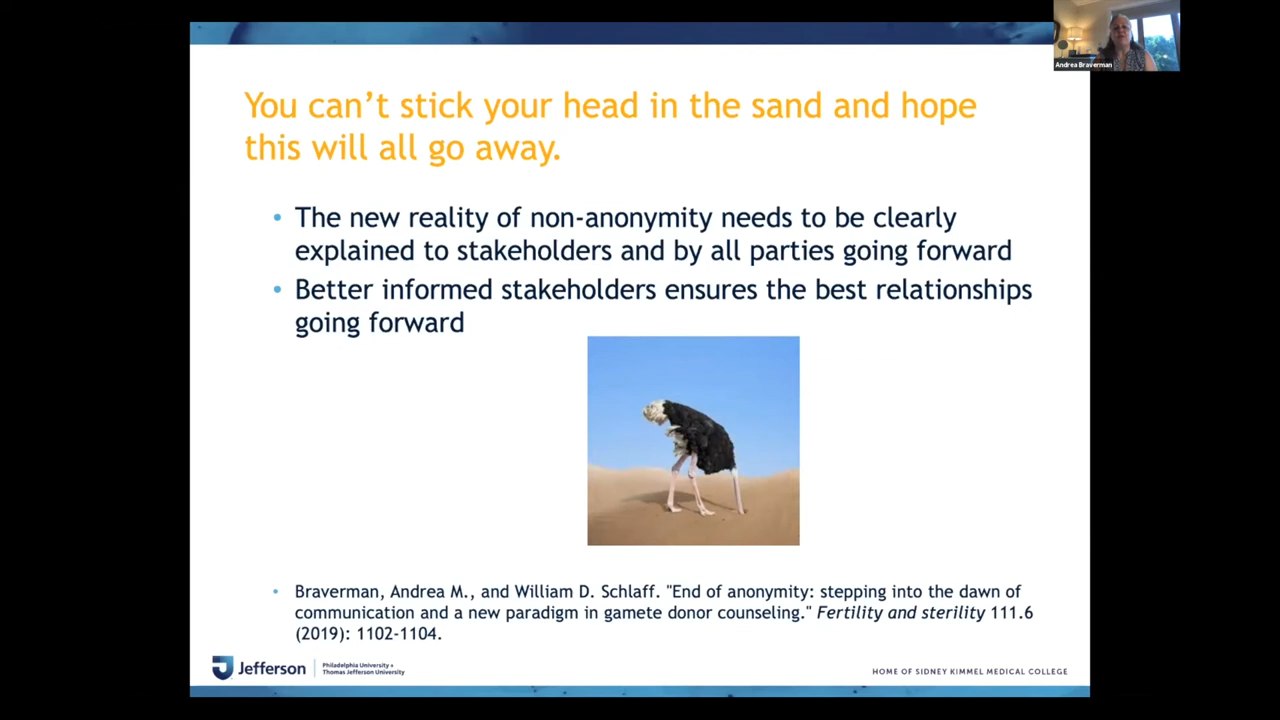 Andrea Braverman
You can't stick your head in the sand and hope
this will all go away.
• The new reality of non-anonymity needs to be clearly
explained to stakeholders and by all parties going forward
• Better informed stakeholders ensures the best relationships
going forward
• Braverman, Andrea M., and William D. Schlaff. "End of anonymity: stepping into the dawn of
communication and a new paradigm in gamete donor counseling." Fertility and sterility 111.6
(2019): 1102-1104.
Jefferson
Philadelphia University +
Thomas Jefferson University
HOME OF SIDNEY KIMMEL MEDICAL COLLEGE